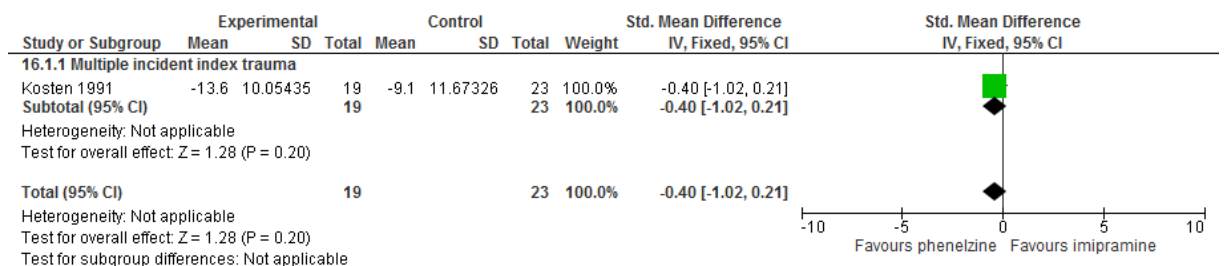 Experimental Control Std. Mean Difference Std. Mean Difference
Study or Subgroup Mean SD Total Mean SD Total Weight IV, Fixed, 95% CI IV, Fixed, 95% CI
16.1.1 Multiple incident index trauma
Kosten 1991 -13.6 10.05435 19 -9.1 11.67326 23 100.0% -0.40 [-1.02, 0.21]
Subtotal (95% CI) 19 23 100.0% -0.40 [-1.02, 0.21]
Heterogeneity: Not applicable
Test for overall effect: Z = 1.28 (P = 0.20)
Total (95% CI) 19 23 100.0% -0.40 [-1.02, 0.21]
Heterogeneity: Not applicable
Test for overall effect: Z = 1.28 (P = 0.20)
Test for subgroup differences: Not applicable
-10 -5 0 5 10
Favours phenelzine Favours imipramine